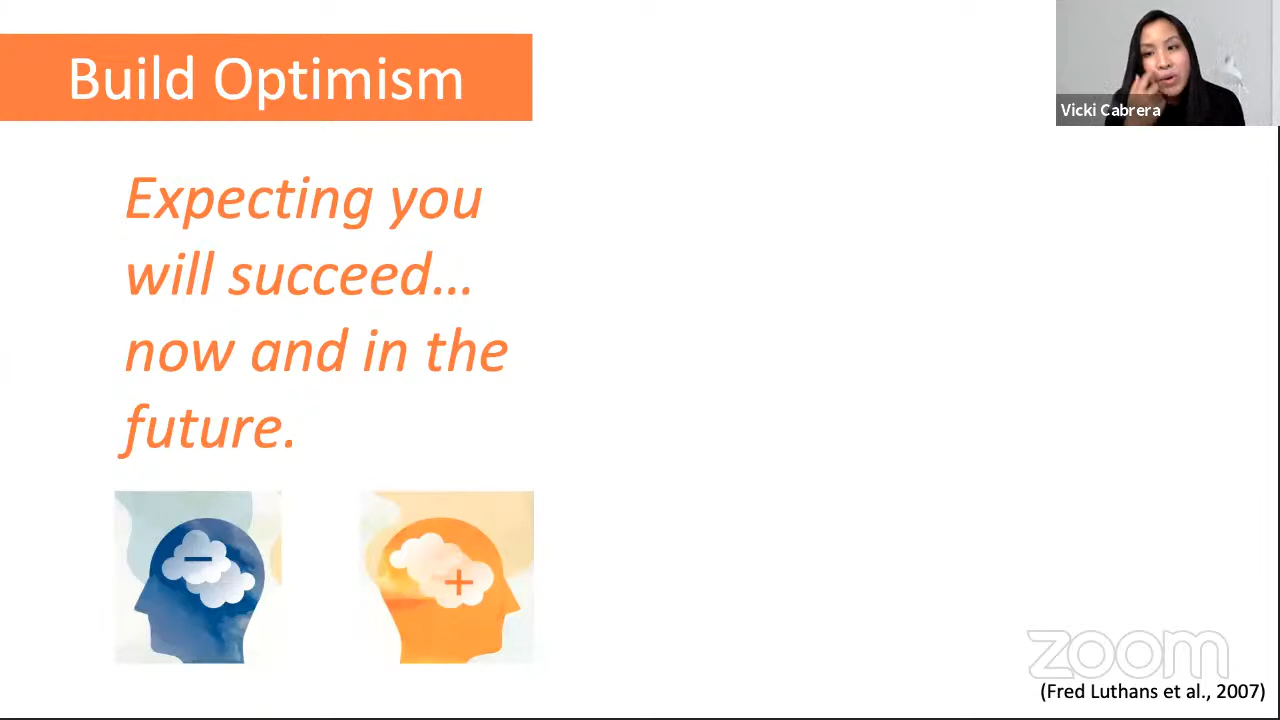 Build Optimism
Vicki Cabrera
Expecting you
will succeed...
now and in the
future.
−
+
zoom
(Fred Luthans et al., 2007)